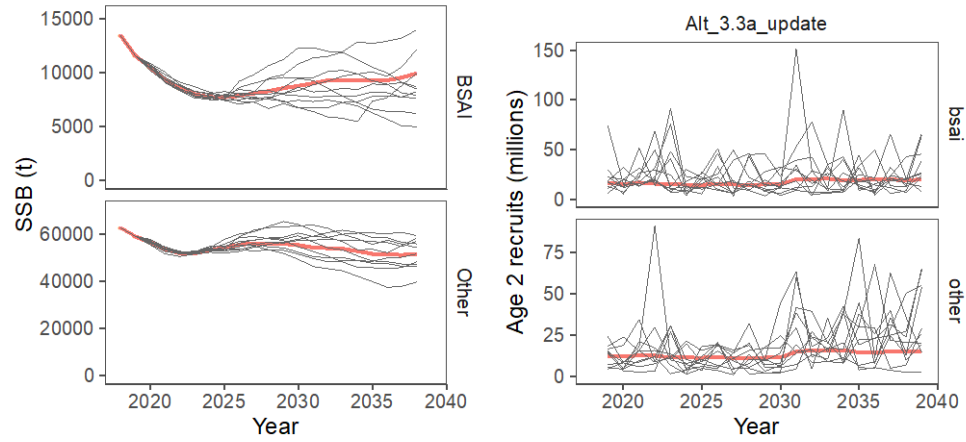 15000
10000
5000
0
BSAI
SSB (t)
60000
40000
20000
0
Other
2020
2025
2030
2035
2040
Year
Alt_3.3a_update
150
100
50
0
bsai
Age 2 recruits (millions)
75
50
25
0
other
2020
2025
2030
2035
2040
Year